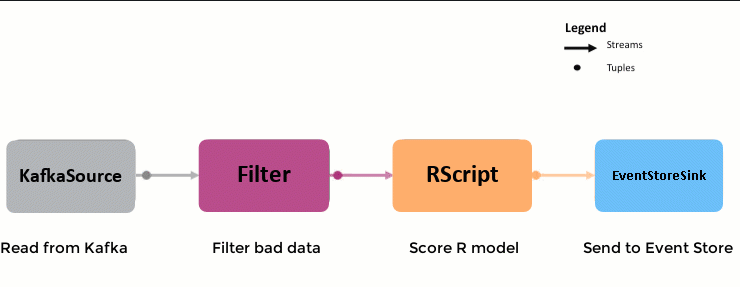 Legend
Streams
Tuples
KafkaSource
Filter
RScript
EventStoreSink
Read from Kafka
Filter bad data
Score R model
Send to Event Store